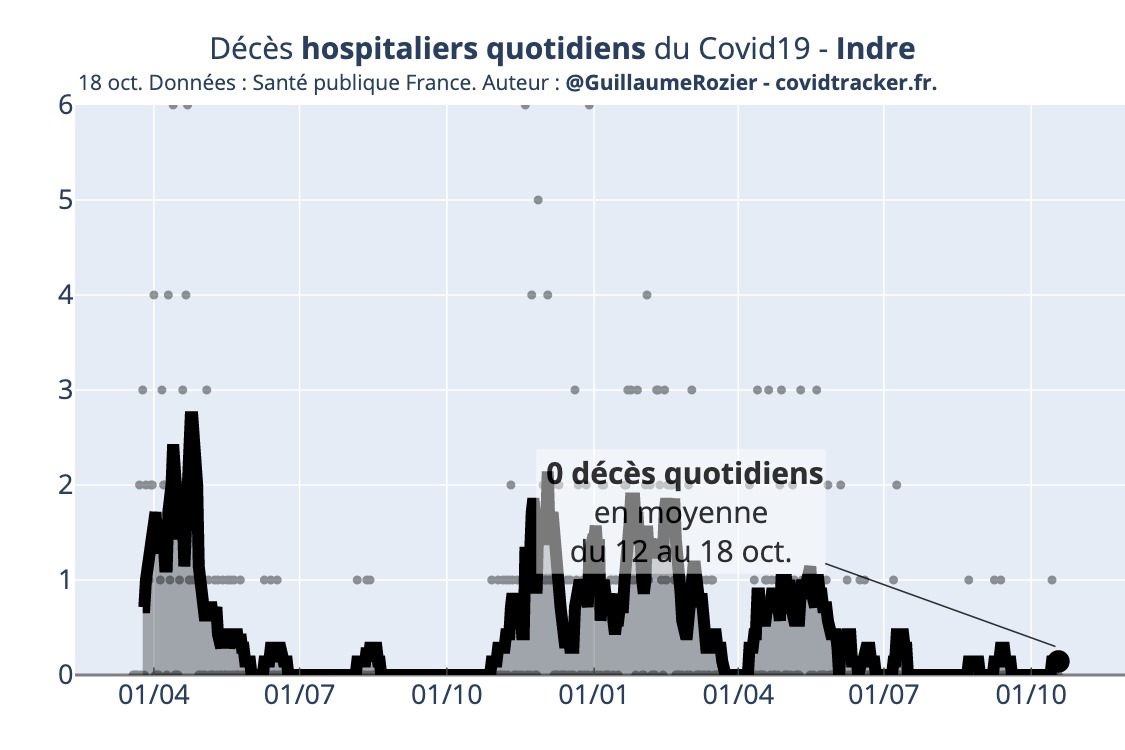 Décès hospitaliers quotidiens du Covid19 - Indre
18 oct. Données : Santé publique France. Auteur : @GuillaumeRozier - covidtracker.fr.
6
5
4
3
2
1
0
0 décès quotidiens
en moyenne
du 12 au 18 oct.
01/04 01/07 01/10 01/01 01/04 01/07 01/10